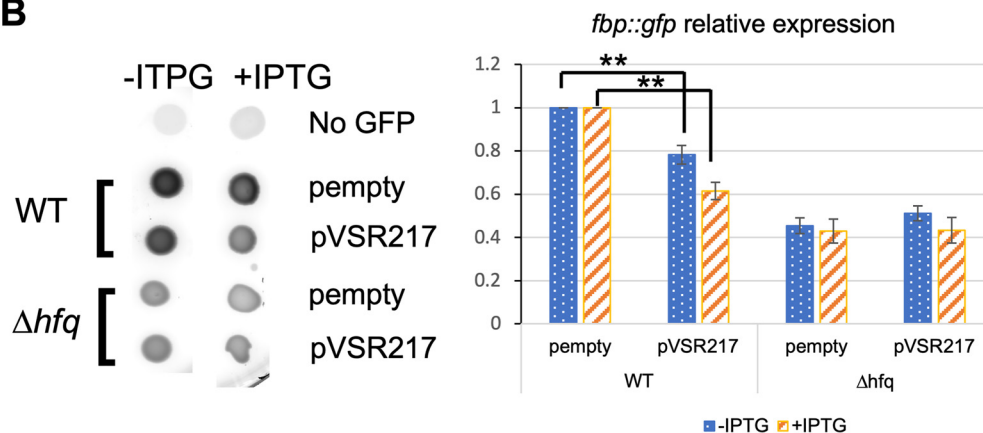 B
-ITPG +IPTG
No GFP
WT
pempty
pVSR217
Δhfq
pempty
pVSR217
fbp::gfp relative expression
1.2
1
0.8
0.6
0.4
0.2
0
**
**
pempty pVSR217 pempty pVSR217
WT Δhfq
-IPTG +IPTG